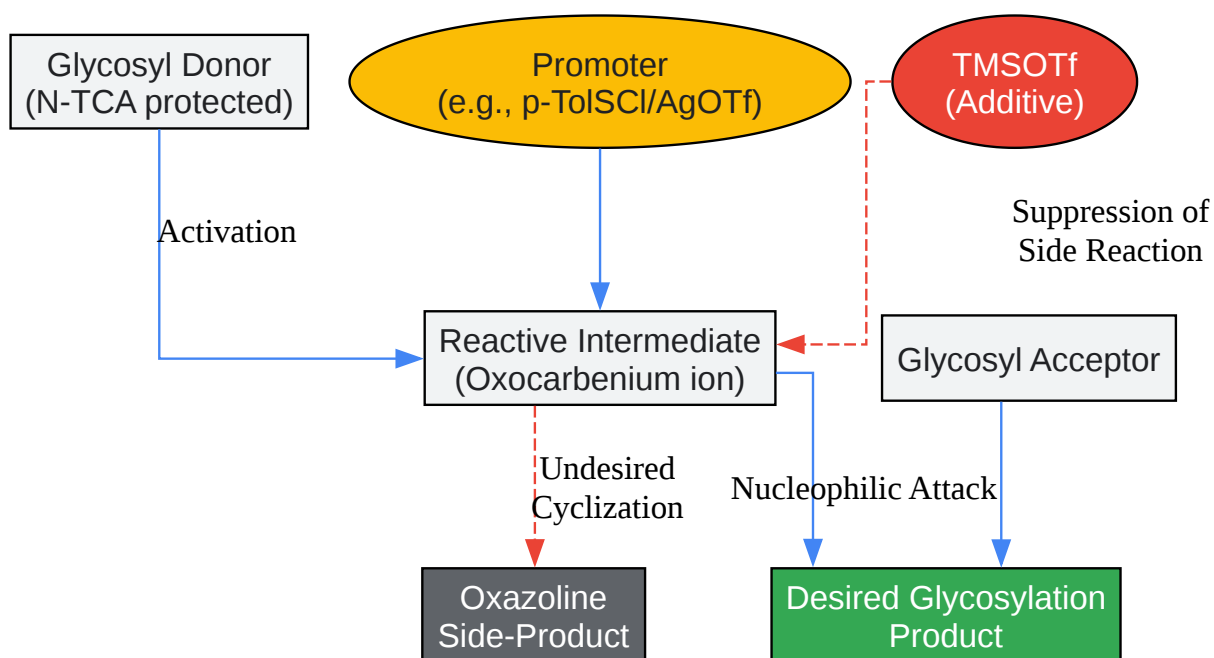 Glycosyl Donor
(N-TCA protected)
Promoter
(e.g., p-TolSCl/AgOTf)
TMSOTf
(Additive)
Activation
Suppression of
Side Reaction
Reactive Intermediate
(Oxocarbenium ion)
Glycosyl Acceptor
Undesired
Cyclization
Nucleophilic Attack
Oxazoline
Side-Product
Desired Glycosylation
Product